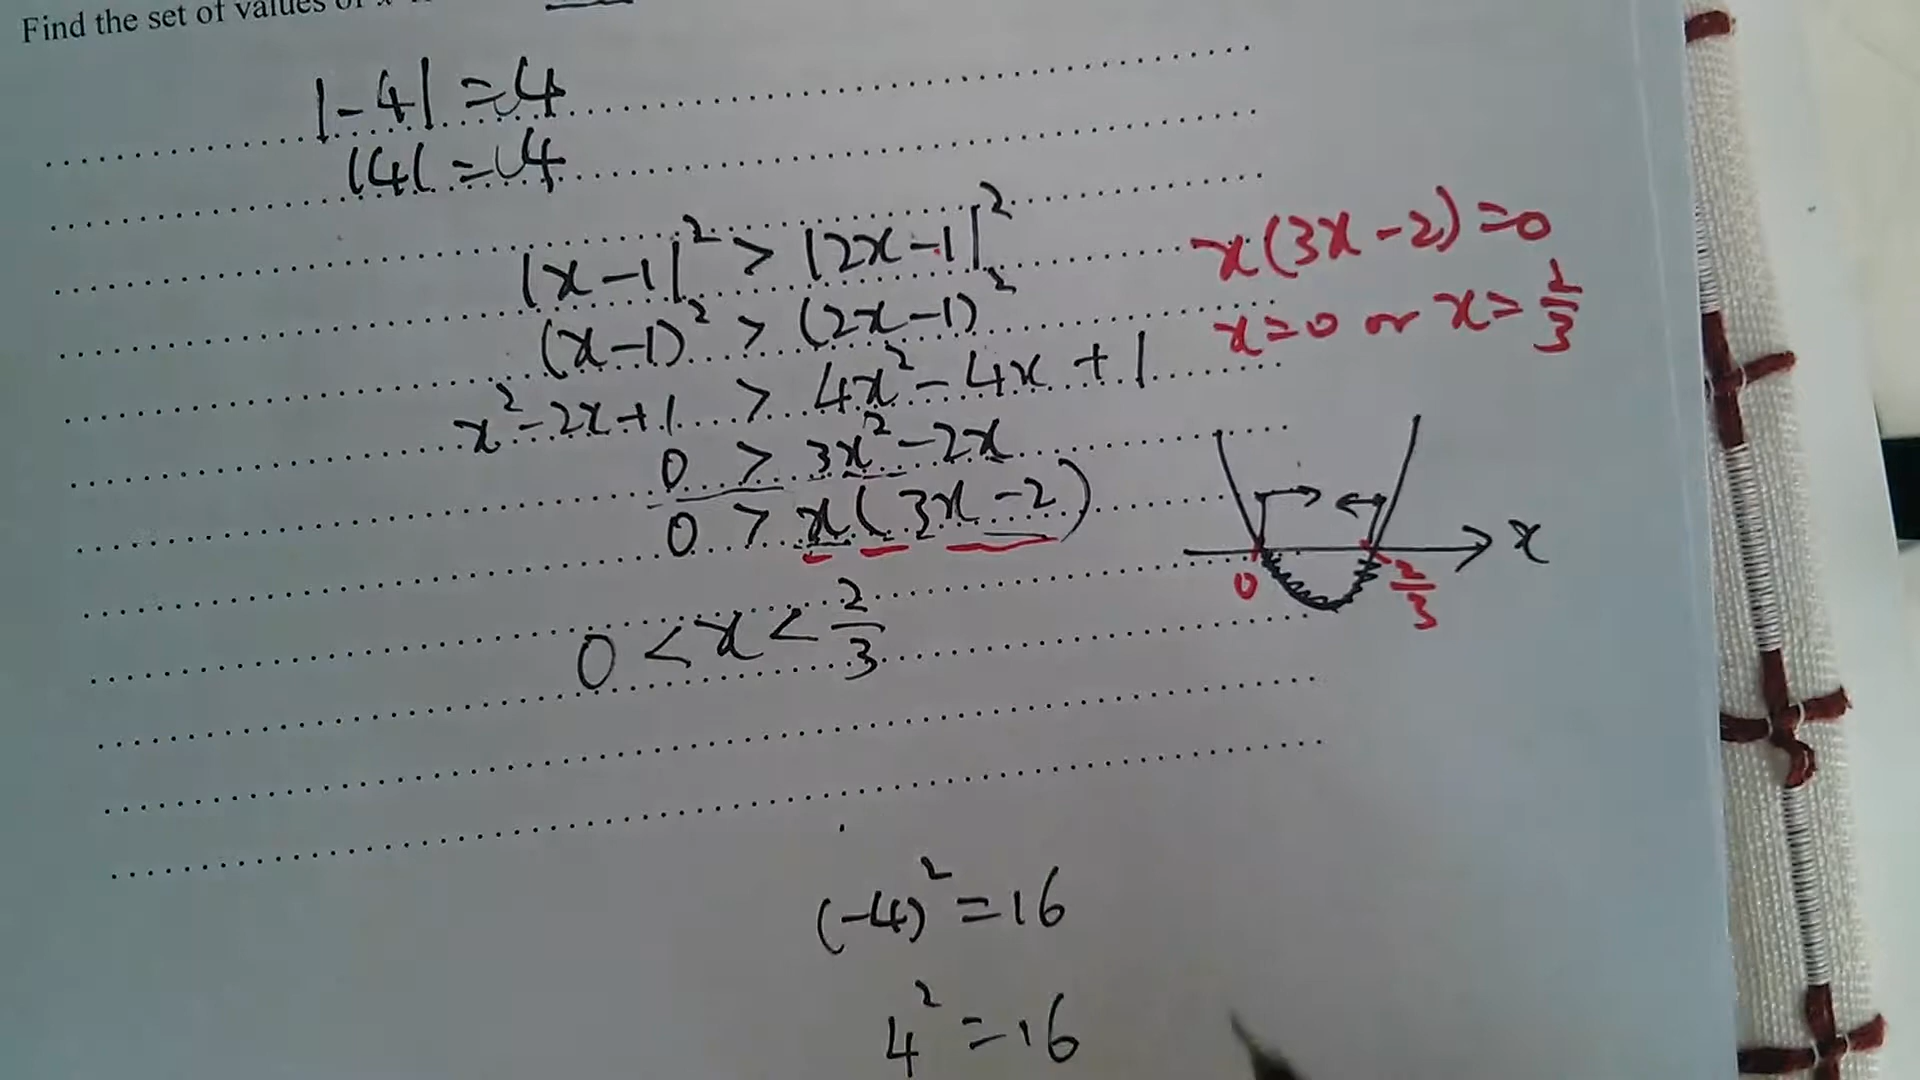 Find the set of values of x
|-4| = 4
|4| = 4
|x-1|² > |2x-1|²
(x-1)² > (2x-1)²
x²-2x+1 > 4x²-4x+1
0 > 3x²-2x
0 > x(3x-2)
0 < x < 2/3
x(3x-2)=0
x=0 or x=2/3
x
0 2/3
(-4)² = 16
4² = 16